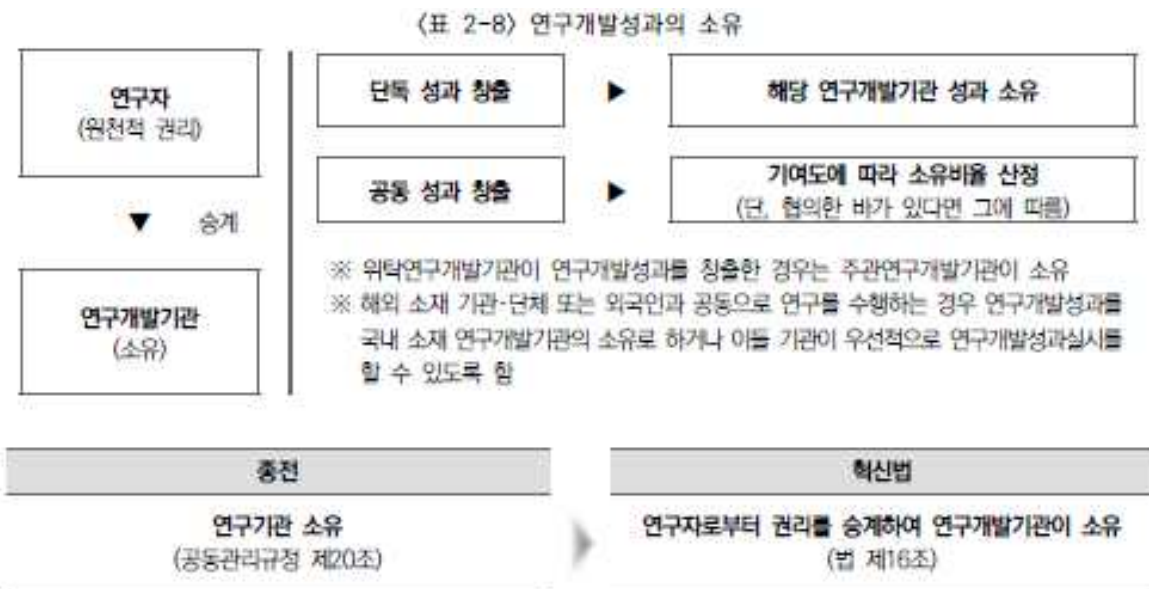 〈표 2-8〉 연구개발성과의 소유
연구자
(원천적 권리)
▼ 승계
연구개발기관
(소유)
단독 성과 창출 ▶ 해당 연구개발기관 성과 소유
공동 성과 창출 ▶ 기여도에 따라 소유비율 산정
(단, 협의한 바가 있다면 그에 따름)
※ 위탁연구개발기관이 연구개발성과를 창출한 경우는 주관연구개발기관이 소유
※ 해외 소재 기관·단체 또는 외국인과 공동으로 연구를 수행하는 경우 연구개발성과를
국내 소재 연구개발기관의 소유로 하거나 이들 기관이 우선적으로 연구개발성과실시를
할 수 있도록 함
종전
연구기관 소유
(공동관리규정 제20조)
혁신법
연구자로부터 권리를 승계하여 연구개발기관이 소유
(법 제16조)